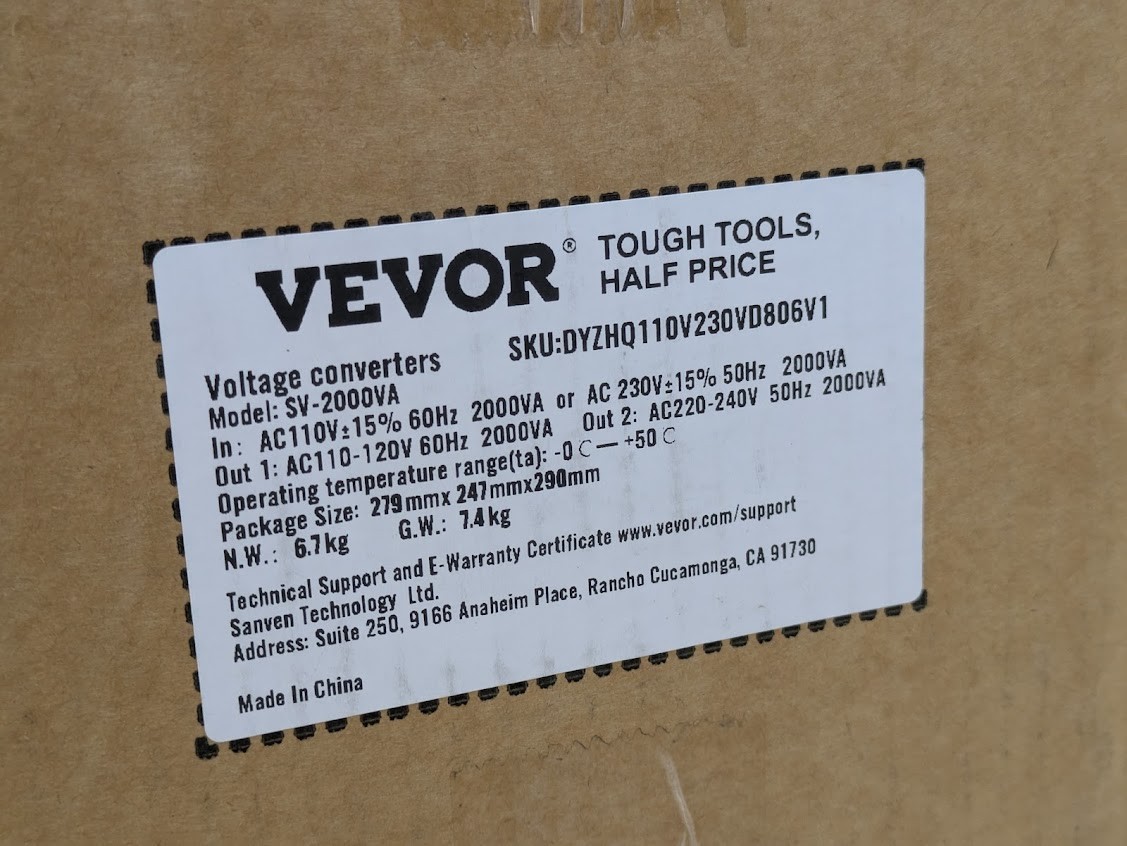 VEVOR® TOUGH TOOLS,
HALF PRICE
SKU:DYZHQ110V230VD806V1
Voltage converters
Model: SV-2000VA
In: AC110V±15% 60Hz 2000VA or AC 230V±15% 50Hz 2000VA
Out 1: AC110-120V 60Hz 2000VA Out 2: AC220-240V 50Hz 2000VA
Operating temperature range(ta): -0℃—+50℃
Package Size: 279mmx 247mmx290mm
N.W.: 6.7kg G.W.: 7.4kg
Technical Support and E-Warranty Certificate www.vevor.com/support
Sanven Technology Ltd.
Address: Suite 250, 9166 Anaheim Place, Rancho Cucamonga, CA 91730
Made In China